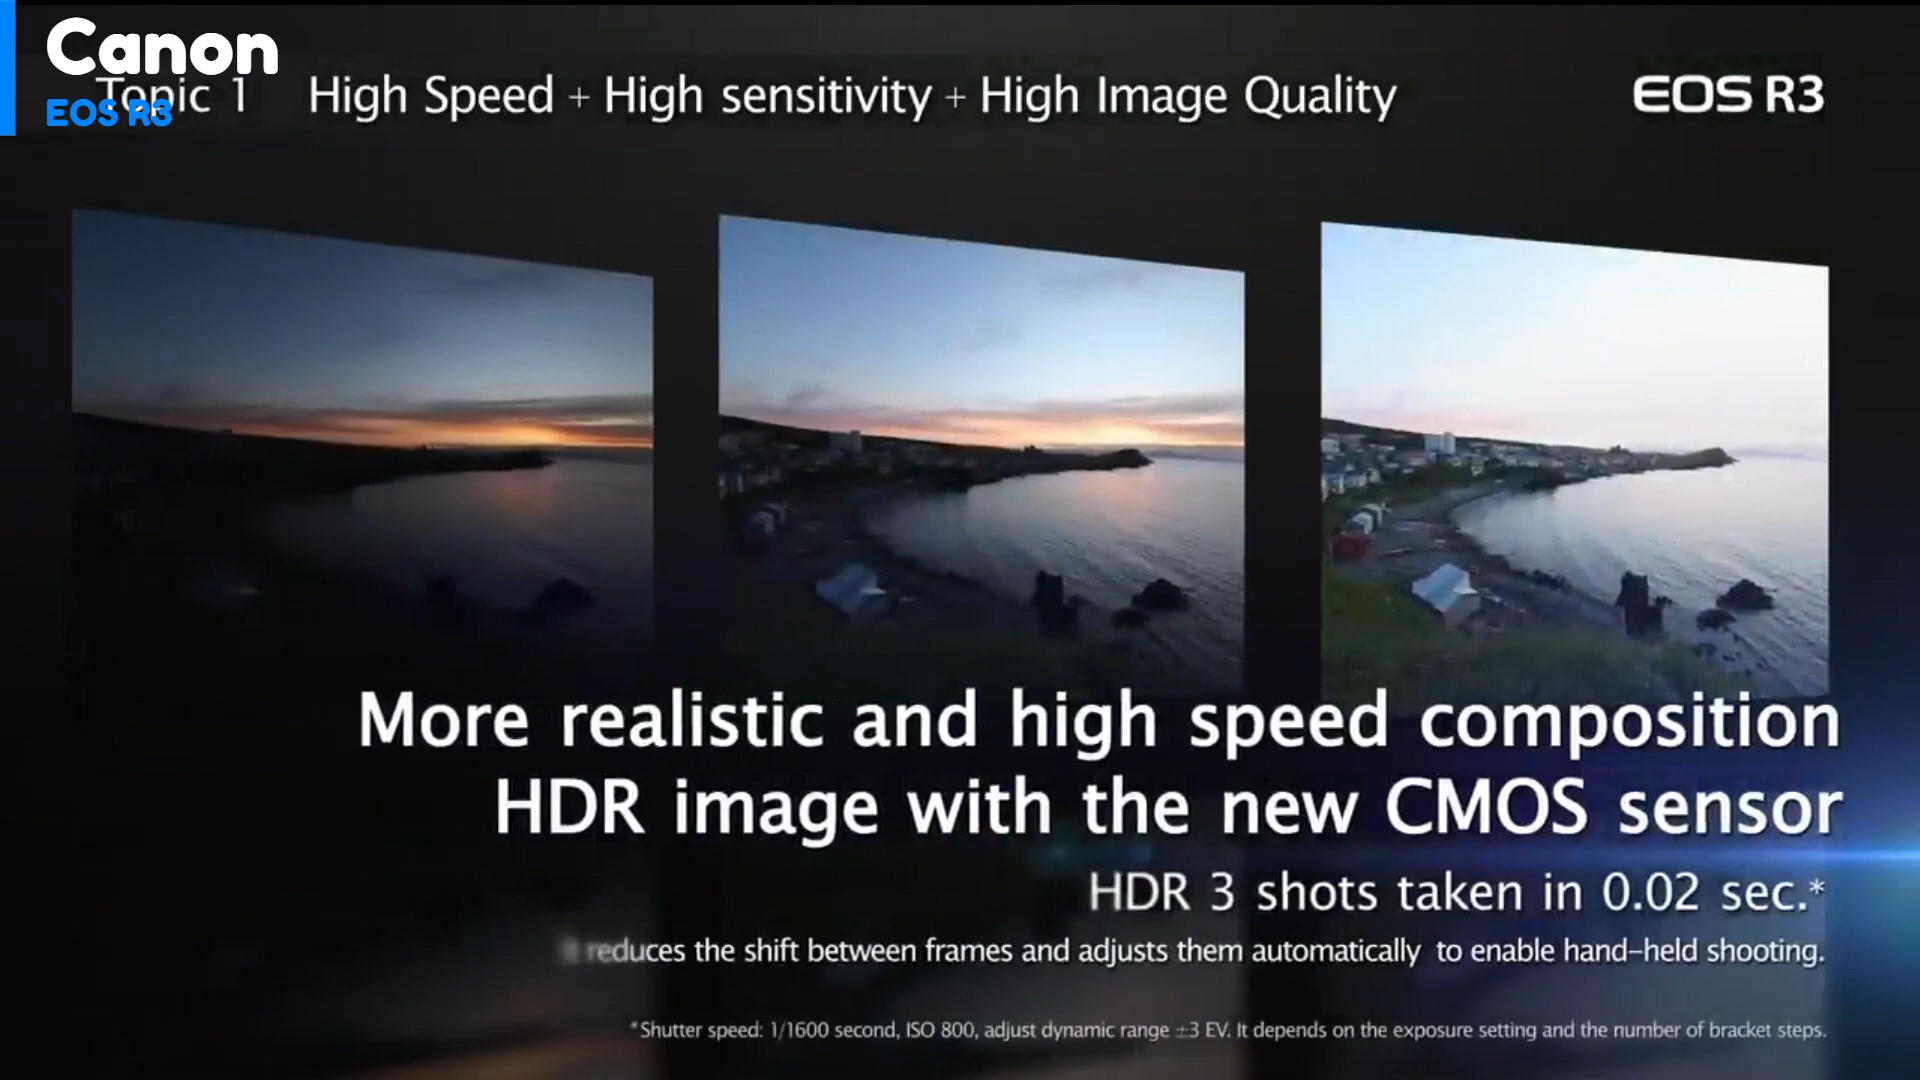 Canon
EOS R3
Topic 1 High Speed + High sensitivity + High Image Quality
EOS R3
More realistic and high speed composition
HDR image with the new CMOS sensor
HDR 3 shots taken in 0.02 sec.*
It reduces the shift between frames and adjusts them automatically to enable hand-held shooting.
*Shutter speed: 1/1600 second, ISO 800, adjust dynamic range ±3 EV. It depends on the exposure setting and the number of bracket steps.